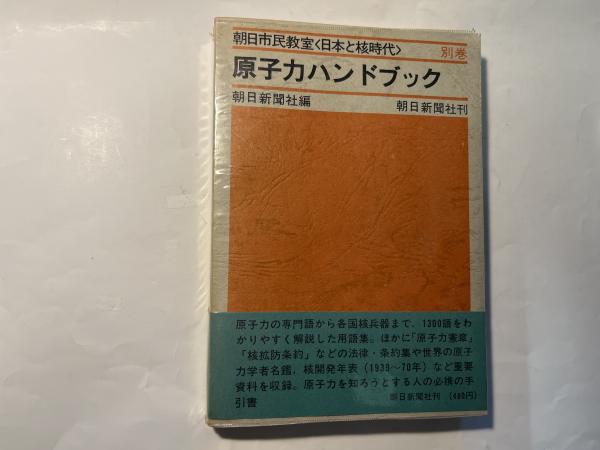 朝日市民教室〈日本と核時代〉 別巻
原子力ハンドブック
朝日新聞社編 朝日新聞社刊
原子力の専門語から各国核兵器まで、1300語をわ
かりやすく解説した用語集。ほかに「原子力憲章」
「核拡防条約」などの法律・条約集や世界の原子
力学者名鑑、核開発年表（1939〜70年）など重要
資料を収録。原子力を知ろうとする人の必携の手
引書 朝日新聞社刊 （480円）